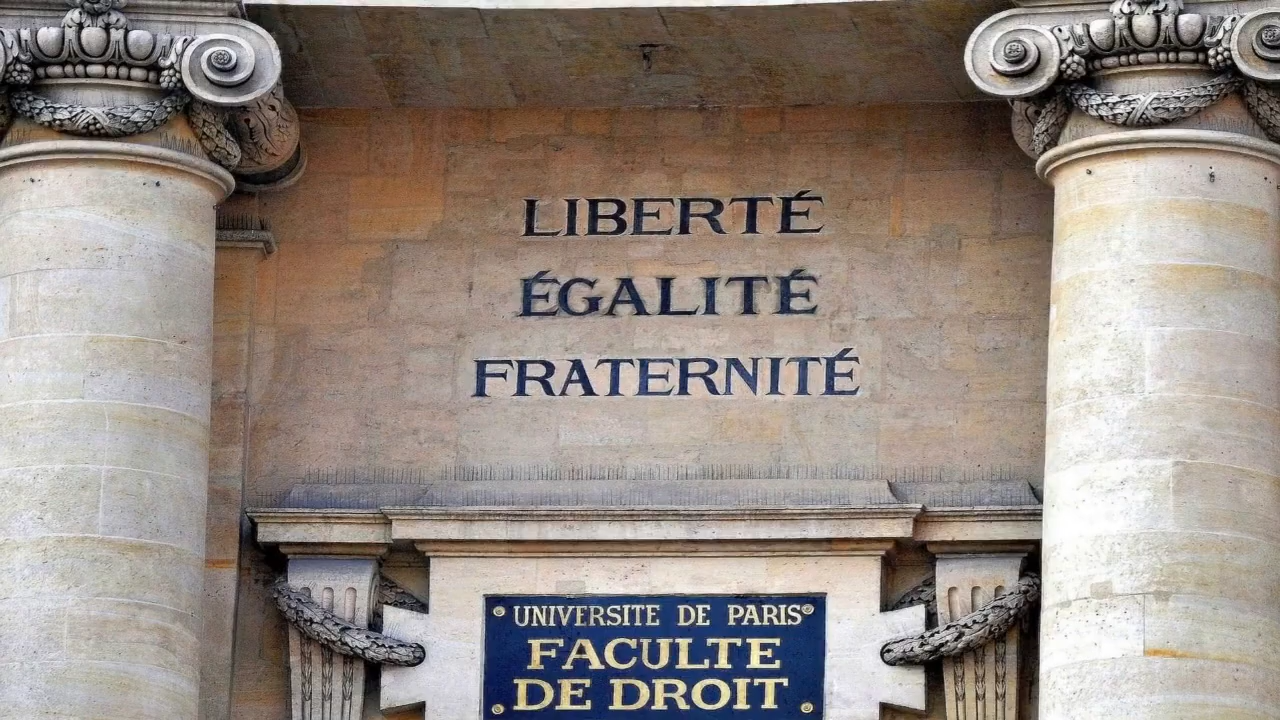 LIBERTÉ
ÉGALITÉ
FRATERNITÉ
UNIVERSITE DE PARIS
FACULTE
DE DROIT